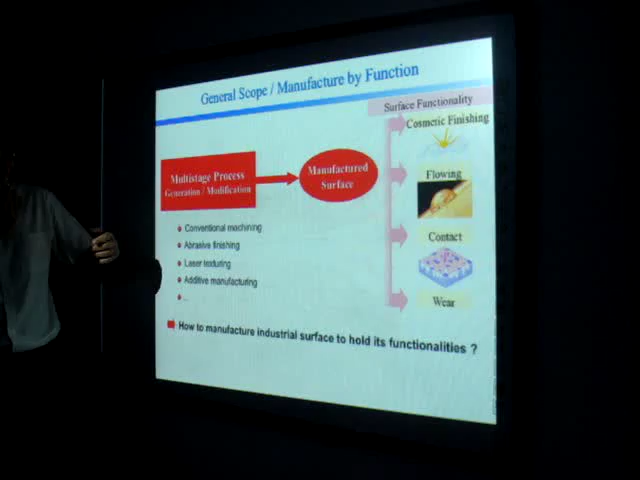 General Scope / Manufacture by Function
Surface Functionality
Cosmetic Finishing
Multistage Process
Generation / Modification
Manufactured
Surface
Flowing
Conventional machining
Abrasive finishing
Laser texturing
Additive manufacturing
...
Contact
Wear
How to manufacture industrial surface to hold its functionalities ?